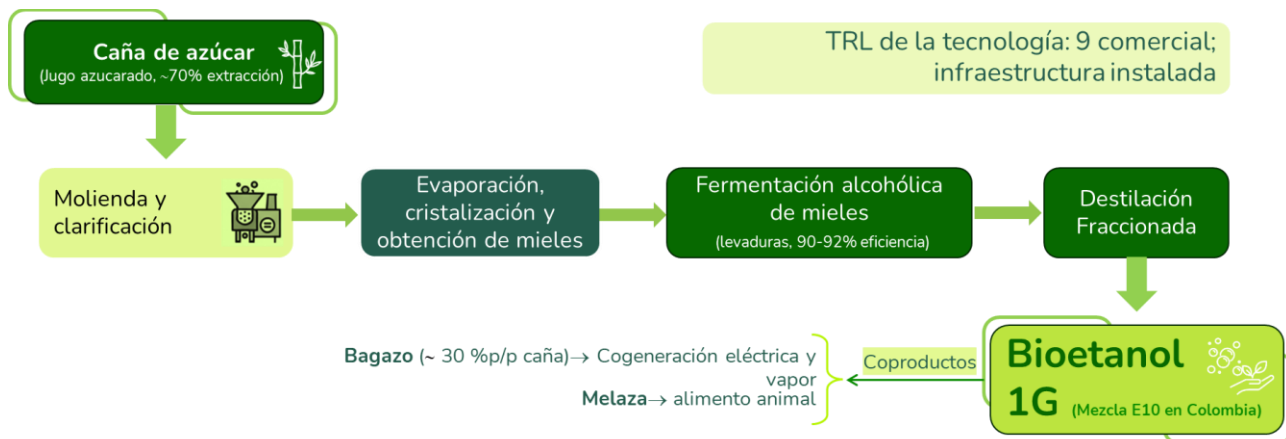 Caña de azúcar
(Jugo azucarado, ~70% extracción)
TRL de la tecnología: 9 comercial;
infraestructura instalada
Molienda y
clarificación
Evaporación,
cristalización y
obtención de mieles
Fermentación alcohólica
de mieles
(levaduras, 90-92% eficiencia)
Destilación
Fraccionada
Bioetanol
1G (Mezcla E10 en Colombia)
Coproductos
Bagazo (~ 30 %p/p caña)→ Cogeneración eléctrica y
vapor
Melaza→ alimento animal